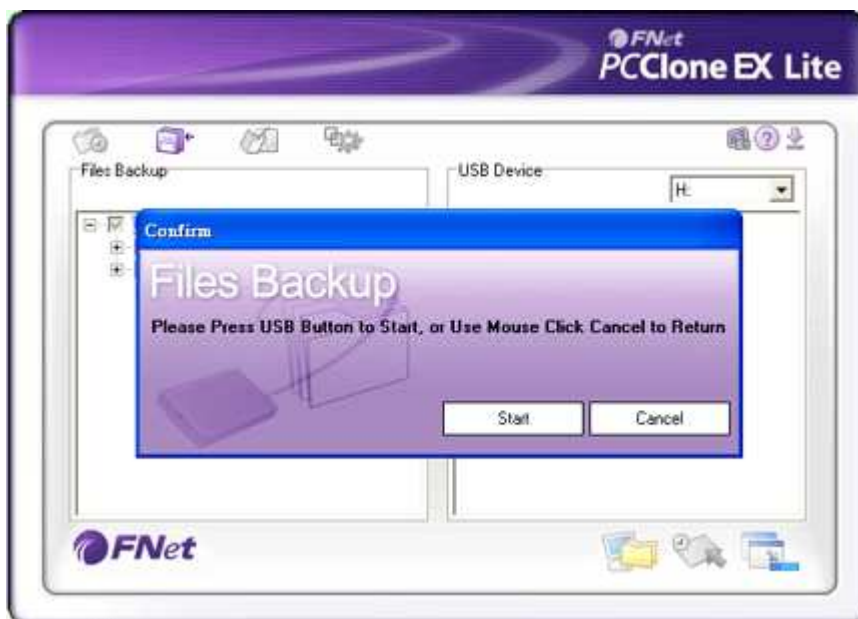 FNet
PCClone EX Lite
Files Backup
USB Device
H:
Confirm
Files Backup
Please Press USB Button to Start, or Use Mouse Click Cancel to Return
Start
Cancel
FNet